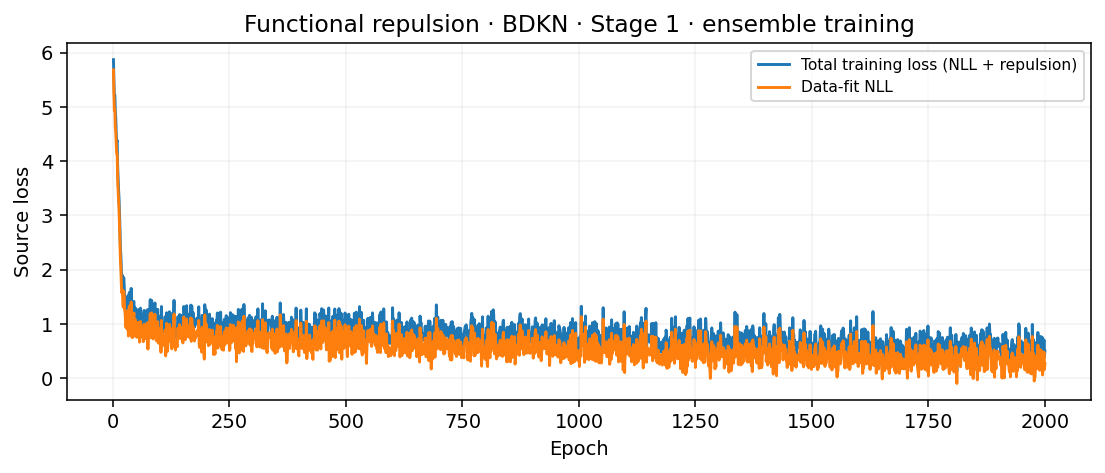 Functional repulsion · BDKN · Stage 1 · ensemble training
Total training loss (NLL + repulsion)
Data-fit NLL
Source loss
6
5
4
3
2
1
0
0 250 500 750 1000 1250 1500 1750 2000
Epoch